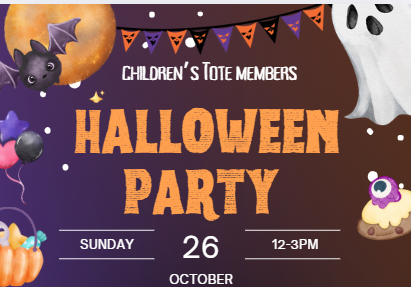 CHILDREN'S TOTE MEMBERS
HALLOWEEN
PARTY
SUNDAY 26 12-3PM
OCTOBER